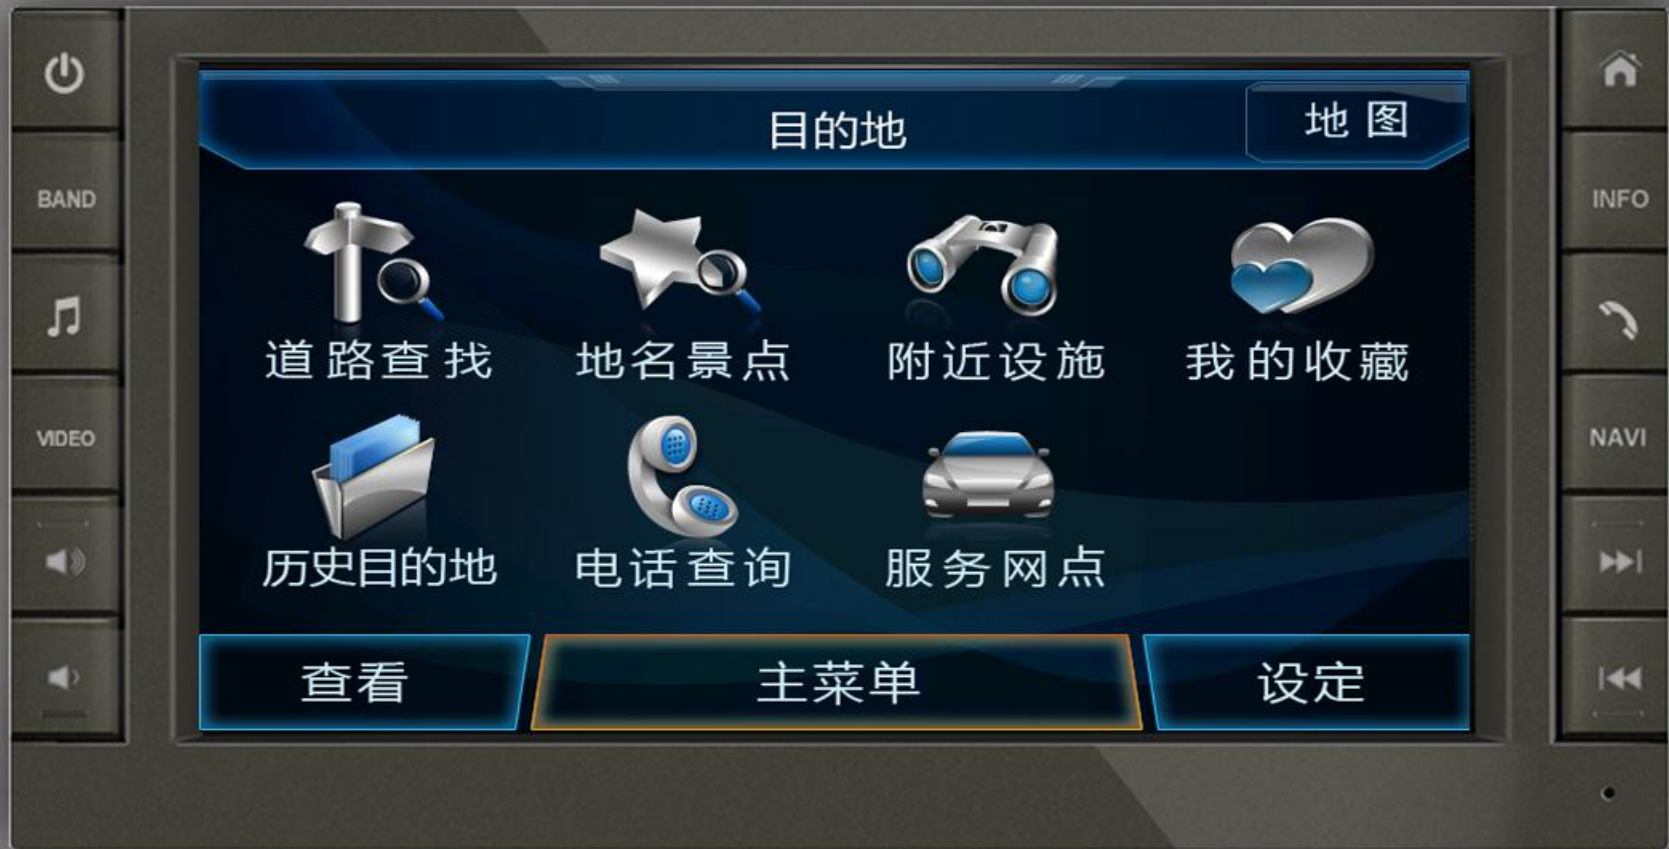 目的地
地图
BAND
INFO
道路查找
地名景点
附近设施
我的收藏
VIDEO
NAVI
历史目的地
电话查询
服务网点
查看
主菜单
设定